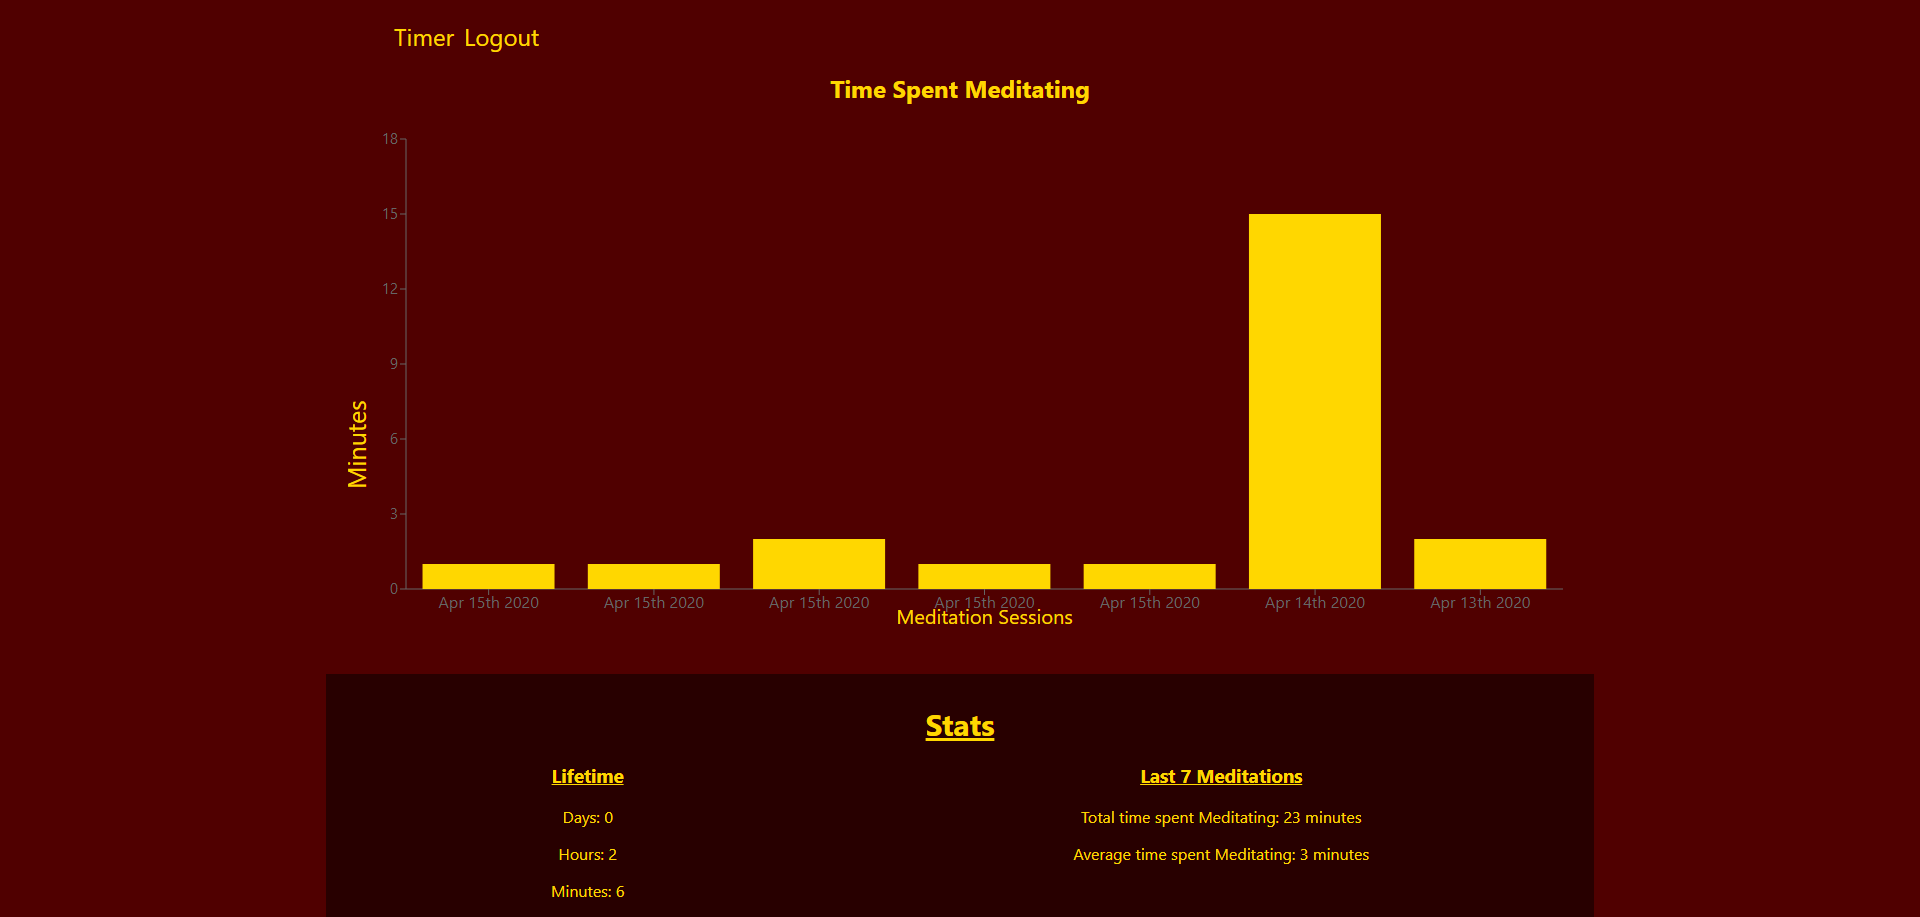 Timer Logout
Time Spent Meditating
18
15
12
9
6
3
0
Minutes
Apr 15th 2020 Apr 15th 2020 Apr 15th 2020 Apr 15th 2020 Apr 15th 2020 Apr 14th 2020 Apr 13th 2020
Meditation Sessions
Stats
Lifetime
Days: 0
Hours: 2
Minutes: 6
Last 7 Meditations
Total time spent Meditating: 23 minutes
Average time spent Meditating: 3 minutes